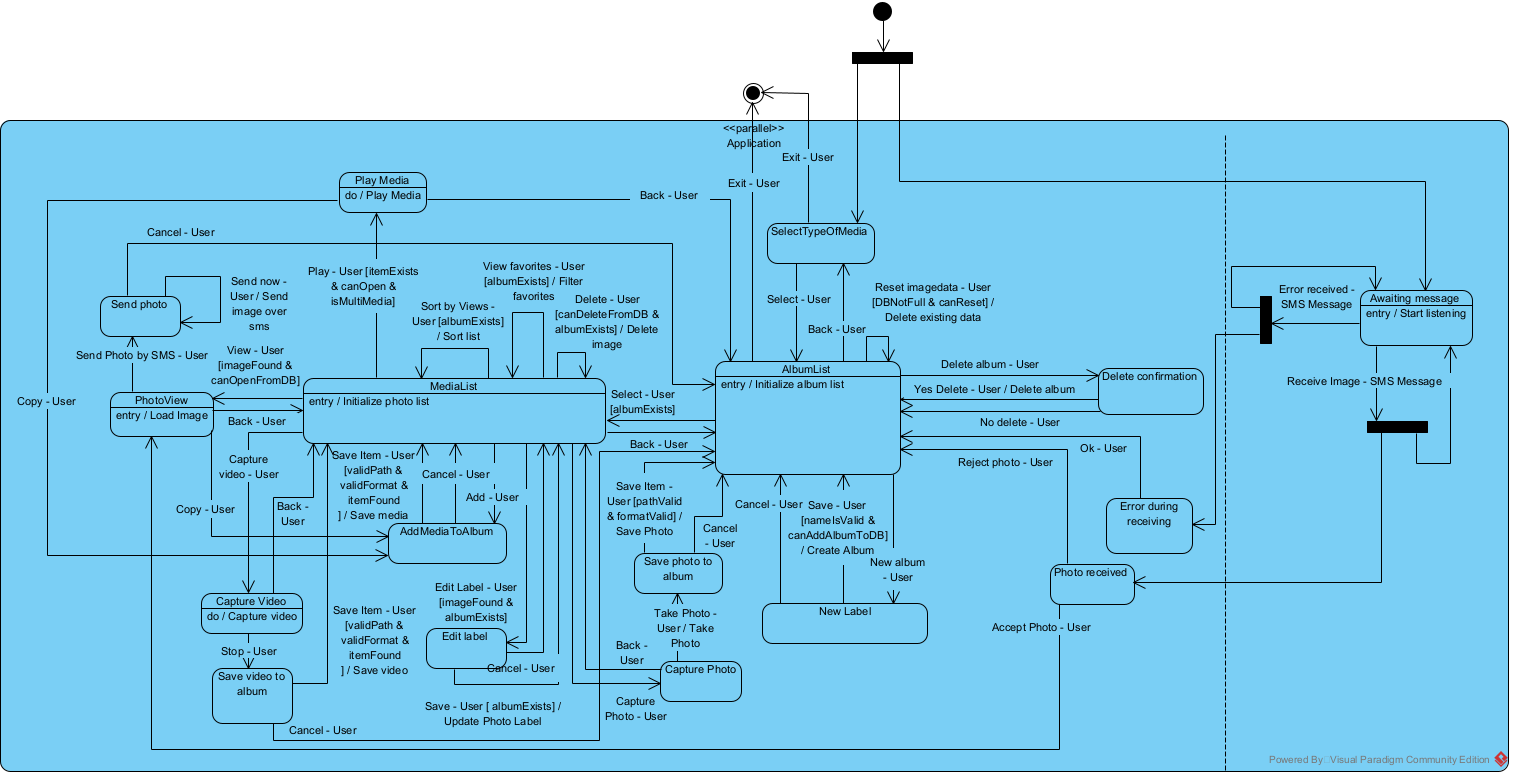 <<parallel>>
Application
Exit - User
Exit - User
Play Media
do / Play Media
Back - User
Cancel - User
SelectTypeOfMedia
Send now -
User / Send
image over
sms
Send photo
Play - User [itemExists
& canOpen &
isMultiMedia]
View favorites - User
[albumExists] / Filter
favorites
Sort by Views -
User [albumExists]
/ Sort list
Delete - User
[canDeleteFromDB &
albumExists] / Delete
image
Select - User
Back - User
Reset imagedata - User
[DBNotFull & canReset] /
Delete existing data
Error received -
SMS Message
Awaiting message
entry / Start listening
Send Photo by SMS - User
View - User
[imageFound &
canOpenFromDB]
Receive Image - SMS Message
AlbumList
entry / Initialize album list
Delete album - User
Delete confirmation
Yes Delete - User / Delete album
No delete - User
MediaList
entry / Initialize photo list
Copy - User
PhotoView
entry / Load Image
Back - User
Select - User
[albumExists]
Back - User
Ok - User
Reject photo - User
Capture
video - User
Save Item - User
[validPath &
validFormat &
itemFound
] / Save media
Cancel - User
Add - User
Copy - User
Back -
User
AddMediaToAlbum
Save Item -
User [pathValid
& formatValid] /
Save Photo
Cancel
- User
Cancel - User
Save - User
[nameIsValid &
canAddAlbumToDB]
/ Create Album
New album
- User
Error during
receiving
Save photo to
album
Photo received
Capture Video
do / Capture video
Edit Label - User
[imageFound &
albumExists]
Edit label
Cancel - User
Save Item - User
[validPath &
validFormat &
itemFound
] / Save video
Take Photo -
User / Take
Photo
New Label
Accept Photo - User
Stop - User
Back -
User
Capture Photo
Save video to
album
Capture
Photo - User
Save - User [ albumExists] /
Update Photo Label
Cancel - User
Powered By Visual Paradigm Community Edition